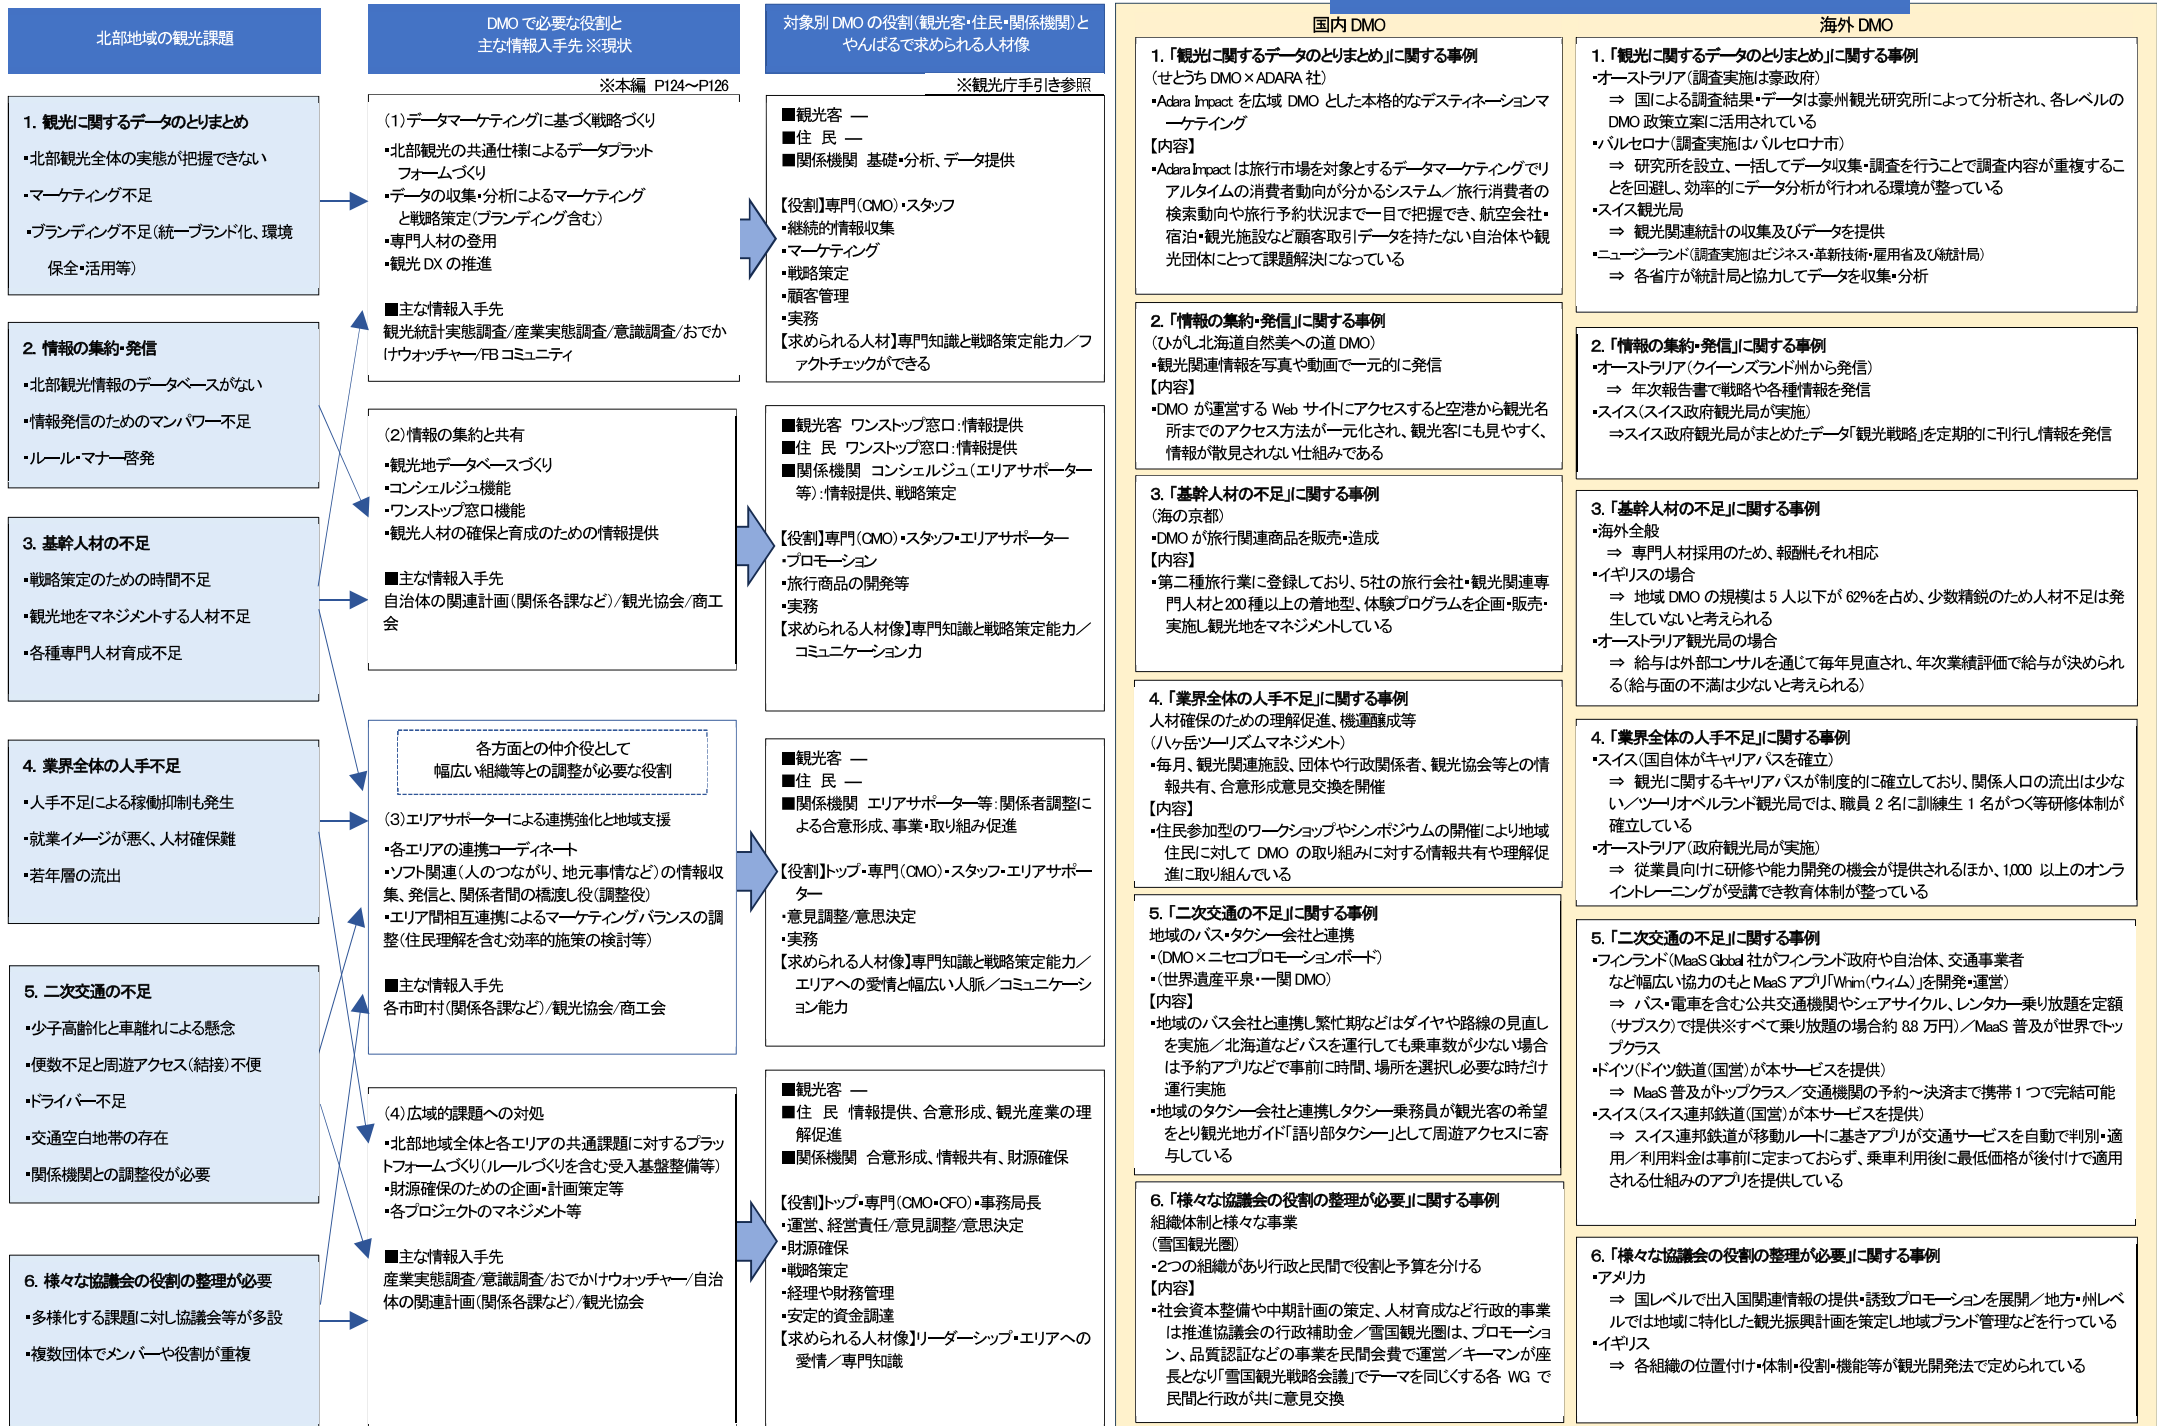 北部地域の観光課題
1. 観光に関するデータのとりまとめ
・北部観光全体の実態が把握できない
・マーケティング不足
・ブランディング不足(統一ブランド化、環境
保全・活用等)
2. 情報の集約・発信
・北部観光情報のデータベースがない
・情報発信のためのマンパワー不足
・ルール・マナー啓発
3. 基幹人材の不足
・戦略策定のための時間不足
・観光地をマネジメントする人材不足
・各種専門人材育成不足
4. 業界全体の人手不足
・人手不足による稼働抑制も発生
・就業イメージが悪く、人材確保難
・若年層の流出
5. 二次交通の不足
・少子高齢化と車離れによる懸念
・便数不足と周遊アクセス(結接)不便
・ドライバー不足
・交通空白地帯の存在
・関係機関との調整役が必要
6. 様々な協議会の役割の整理が必要
・多様化する課題に対し協議会等が多設
・複数団体でメンバーや役割が重複
DMOで必要な役割と
主な情報入手先 ※現状
※本編 P124～P126
(1)データマーケティングに基づく戦略づくり
・北部観光の共通仕様によるデータプラット
フォームづくり
・データの収集・分析によるマーケティング
と戦略策定(ブランディング含む)
・専門人材の登用
・観光 DX の推進
■主な情報入手先
観光統計実態調査/産業実態調査/意識調査/おでか
けウォッチャー/FB コミュニティ
(2)情報の集約と共有
・観光地データベースづくり
・コンシェルジュ機能
・ワンストップ窓口機能
・観光人材の確保と育成のための情報提供
■主な情報入手先
自治体の関連計画(関係各課など)/観光協会/商工
会
各方面との仲介役として
幅広い組織等との調整が必要な役割
(3)エリアサポーターによる連携強化と地域支援
・各エリアの連携コーディネート
・ソフト関連(人のつながり、地元事情など)の情報収
集、発信と、関係者間の橋渡し役(調整役)
・エリア間相互連携によるマーケティングバランスの調
整(住民理解を含む効率的施策の検討等)
■主な情報入手先
各市町村(関係各課など)/観光協会/商工会
(4)広域的課題への対処
・北部地域全体と各エリアの共通課題に対するプラッ
トフォームづくり(ルールづくりを含む受入基盤整備等)
・財源確保のための企画・計画策定等
・各プロジェクトのマネジメント等
■主な情報入手先
産業実態調査/意識調査/おでかけウォッチャー/自治
体の関連計画(関係各課など)/観光協会
対象別 DMO の役割(観光客・住民・関係機関)と
やんばるで求められる人材像
※観光庁手引き参照
■観光客 ―
■住 民 ―
■関係機関 基礎・分析、データ提供
【役割】専門(CMO)・スタッフ
・継続的情報収集
・マーケティング
・戦略策定
・顧客管理
・実務
【求められる人材】専門知識と戦略策定能力／フ
ァクトチェックができる
■観光客 ワンストップ窓口:情報提供
■住 民 ワンストップ窓口:情報提供
■関係機関 コンシェルジュ(エリアサポーター
等):情報提供、戦略策定
【役割】専門(CMO)・スタッフ・エリアサポーター
・プロモーション
・旅行商品の開発等
・実務
【求められる人材像】専門知識と戦略策定能力／
コミュニケーション力
■観光客 ―
■住 民 ―
■関係機関 エリアサポーター等:関係者調整に
よる合意形成、事業・取り組み促進
【役割】トップ・専門(CMO)・スタッフ・エリアサポー
ター
・意見調整/意思決定
・実務
【求められる人材像】専門知識と戦略策定能力／
エリアへの愛情と幅広い人脈／コミュニケーシ
ョン能力
■観光客 ―
■住 民 情報提供、合意形成、観光産業の理
解促進
■関係機関 合意形成、情報共有、財源確保
【役割】トップ・専門(CMO・CFO)・事務局長
・運営、経営責任/意見調整/意思決定
・財源確保
・戦略策定
・経理や財務管理
・安定的資金調達
【求められる人材像】リーダーシップ・エリアへの
愛情／専門知識
国内 DMO
1. 「観光に関するデータのとりまとめ」に関する事例
(せとうち DMO×ADARA 社)
・Adara Impact を広域 DMO とした本格的なデスティネーションマ
ーケテイング
【内容】
・Adara Impact は旅行市場を対象とするデータマーケティングでリ
アルタイムの消費者動向が分かるシステム／旅行消費者の
検索動向や旅行予約状況まで一目で把握でき、航空会社・
宿泊・観光施設など顧客取引データを持たない自治体や観
光団体にとって課題解決になっている
2. 「情報の集約・発信」に関する事例
(ひがし北海道自然美への道 DMO)
・観光関連情報を写真や動画で一元的に発信
【内容】
・DMO が運営する Web サイトにアクセスすると空港から観光名
所までのアクセス方法が一元化され、観光客にも見やすく、
情報が散見されない仕組みである
3. 「基幹人材の不足」に関する事例
(海の京都)
・DMO が旅行関連商品を販売・造成
【内容】
・第二種旅行業に登録しており、5社の旅行会社・観光関連専
門人材と200種以上の着地型、体験プログラムを企画・販売・
実施し観光地をマネジメントしている
4. 「業界全体の人手不足」に関する事例
人材確保のための理解促進、機運醸成等
(八ヶ岳ツーリズムマネジメント)
・毎月、観光関連施設、団体や行政関係者、観光協会等との情
報共有、合意形成意見交換を開催
【内容】
・住民参加型のワークショップやシンポジウムの開催により地域
住民に対して DMO の取り組みに対する情報共有や理解促
進に取り組んでいる
5. 「二次交通の不足」に関する事例
地域のバス・タクシー会社と連携
・(DMO×ニセコプロモーションボード)
・(世界遺産平泉・一関 DMO)
【内容】
・地域のバス会社と連携し繁忙期などはダイヤや路線の見直し
を実施／北海道などバスを運行しても乗車数が少ない場合
は予約アプリなどで事前に時間、場所を選択し必要な時だけ
運行実施
・地域のタクシー会社と連携しタクシー乗務員が観光客の希望
をとり観光地ガイド「語り部タクシー」として周遊アクセスに寄
与している
6. 「様々な協議会の役割の整理が必要」に関する事例
組織体制と様々な事業
(雪国観光圏)
・2つの組織があり行政と民間で役割と予算を分ける
【内容】
・社会資本整備や中期計画の策定、人材育成など行政的事業
は推進協議会の行政補助金／雪国観光圏は、プロモーショ
ン、品質認証などの事業を民間会費で運営／キーマンが座
長となり「雪国観光戦略会議」でテーマを同じくする各 WG で
民間と行政が共に意見交換
海外 DMO
1. 「観光に関するデータのとりまとめ」に関する事例
・オーストラリア(調査実施は豪政府)
⇒ 国による調査結果・データは豪州観光研究所によって分析され、各レベルの
DMO 政策立案に活用されている
・バルセロナ(調査実施はバルセロナ市)
⇒ 研究所を設立、一括してデータ収集・調査を行うことで調査内容が重複するこ
とを回避し、効率的にデータ分析が行われる環境が整っている
・スイス観光局
⇒ 観光関連統計の収集及びデータを提供
・ニュージーランド(調査実施はビジネス・革新技術・雇用省及び統計局)
⇒ 各省庁が統計局と協力してデータを収集・分析
2. 「情報の集約・発信」に関する事例
・オーストラリア(クイーンズランド州から発信)
⇒ 年次報告書で戦略や各種情報を発信
・スイス(スイス政府観光局が実施)
⇒スイス政府観光局がまとめたデータ「観光戦略」を定期的に刊行し情報を発信
3. 「基幹人材の不足」に関する事例
・海外全般
⇒ 専門人材採用のため、報酬もそれ相応
・イギリスの場合
⇒ 地域 DMO の規模は 5 人以下が 62%を占め、少数精鋭のため人材不足は発
生していないと考えられる
・オーストラリア観光局の場合
⇒ 給与は外部コンサルを通じて毎年見直され、年次業績評価で給与が決められ
る(給与面の不満は少ないと考えられる)
4. 「業界全体の人手不足」に関する事例
・スイス(国自体がキャリアパスを確立)
⇒ 観光に関するキャリアパスが制度的に確立しており、関係人口の流出は少な
い／ツーリオベルランド観光局では、職員 2 名に訓練生 1 名がつく等研修体制が
確立している
・オーストラリア(政府観光局が実施)
⇒ 従業員向けに研修や能力開発の機会が提供されるほか、1,000 以上のオンラ
イントレーニングが受講でき教育体制が整っている
5. 「二次交通の不足」に関する事例
・フィンランド(MaaS Global 社がフィンランド政府や自治体、交通事業者
など幅広い協力のもと MaaS アプリ「Whim(ウィム)」を開発・運営)
⇒ バス・電車を含む公共交通機関やシェアサイクル、レンタカー乗り放題を定額
(サブスク)で提供※すべて乗り放題の場合約 8.8 万円)／MaaS 普及が世界でトッ
プクラス
・ドイツ(ドイツ鉄道(国営)が本サービスを提供)
⇒ MaaS 普及がトップクラス／交通機関の予約～決済まで携帯 1 つで完結可能
・スイス(スイス連邦鉄道(国営)が本サービスを提供)
⇒ スイス連邦鉄道が移動ルートに基きアプリが交通サービスを自動で判別・適
用／利用料金は事前に定まっておらず、乗車利用後に最低価格が後付けで適用
される仕組みのアプリを提供している
6. 「様々な協議会の役割の整理が必要」に関する事例
・アメリカ
⇒ 国レベルで出入国関連情報の提供・誘致プロモーションを展開／地方・州レベ
ルでは地域に特化した観光振興計画を策定し地域ブランド管理などを行っている
・イギリス
⇒ 各組織の位置付け・体制・役割・機能等が観光開発法で定められている